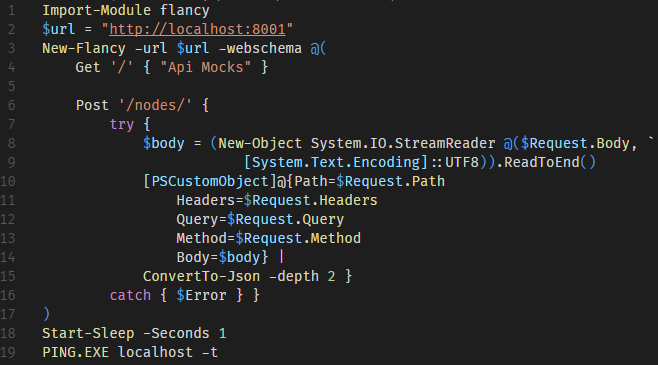 1 Import-Module flancy
2 $url = "http://localhost:8001"
3 New-Flancy -url $url -webschema @(
4     Get '/' { "Api Mocks" }
5
6     Post '/nodes/' {
7         try {
8             $body = (New-Object System.IO.StreamReader @($Request.Body, `
9                         [System.Text.Encoding]::UTF8)).ReadToEnd()
10             [PSCustomObject]@{Path=$Request.Path
11                 Headers=$Request.Headers
12                 Query=$Request.Query
13                 Method=$Request.Method
14                 Body=$body} |
15             ConvertTo-Json -depth 2 }
16         catch { $Error } }
17 )
18 Start-Sleep -Seconds 1
19 PING.EXE localhost -t